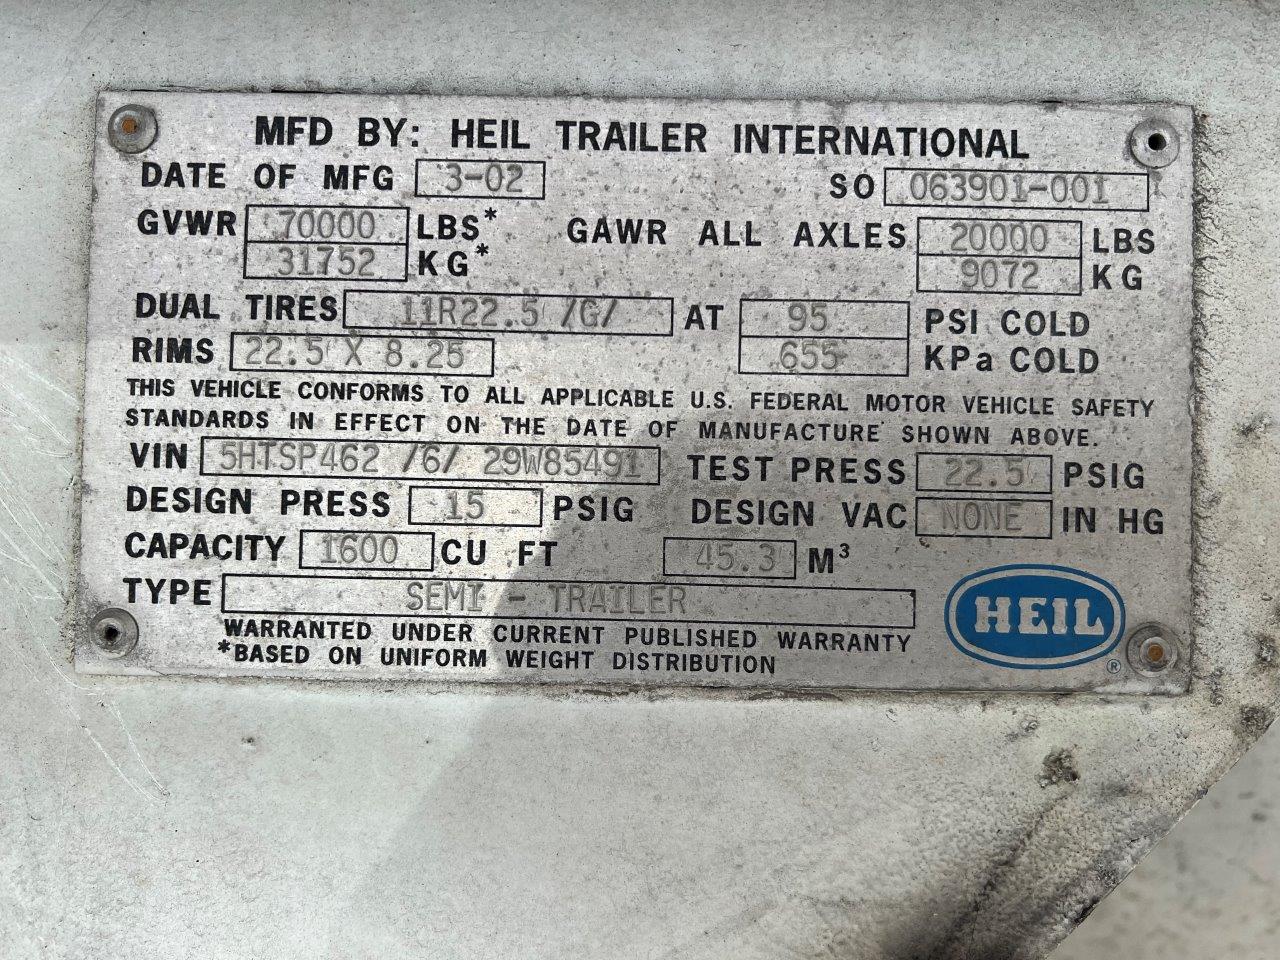 MFD BY: HEIL TRAILER INTERNATIONAL
DATE OF MFG 3-02 SO 063901-001
GVWR 70000 LBS* GAWR ALL AXLES 20000 LBS
31752 KG* 9072 KG
DUAL TIRES 11R22.5 /G/ AT 95 PSI COLD
RIMS 22.5 X 8.25 655 KPa COLD
THIS VEHICLE CONFORMS TO ALL APPLICABLE U.S. FEDERAL MOTOR VEHICLE SAFETY
STANDARDS IN EFFECT ON THE DATE OF MANUFACTURE SHOWN ABOVE.
VIN 5HTSP462 /6/ 29W85491 TEST PRESS 22.5 PSIG
DESIGN PRESS 15 PSIG DESIGN VAC NONE IN HG
CAPACITY 1600 CU FT 45.3 M³
TYPE SEMI - TRAILER
WARRANTED UNDER CURRENT PUBLISHED WARRANTY
*BASED ON UNIFORM WEIGHT DISTRIBUTION
HEIL ®